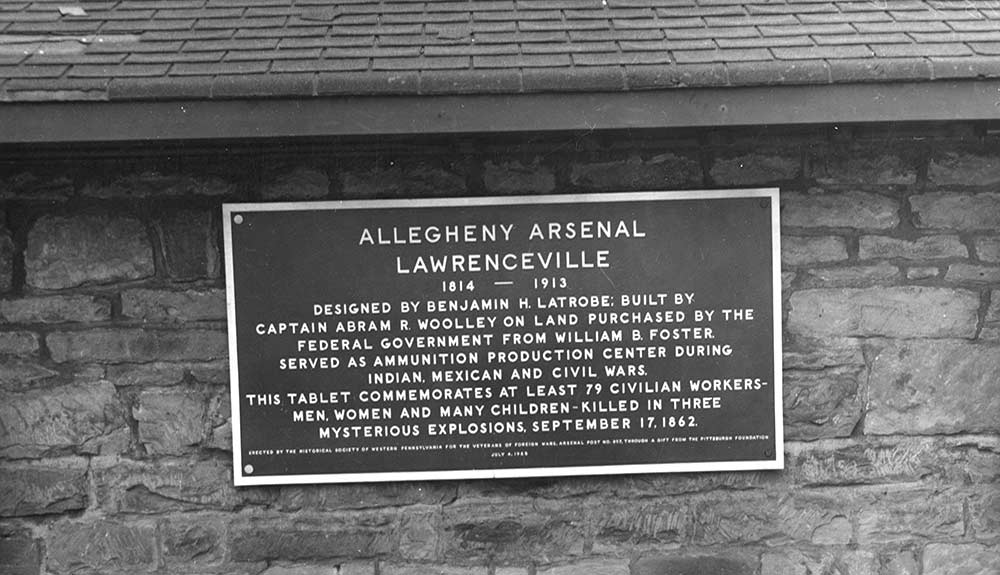 ALLEGHENY ARSENAL
LAWRENCEVILLE
1814 — 1913
DESIGNED BY BENJAMIN H. LATROBE; BUILT BY
CAPTAIN ABRAM R. WOOLLEY ON LAND PURCHASED BY THE
FEDERAL GOVERNMENT FROM WILLIAM B. FOSTER.
SERVED AS AMMUNITION PRODUCTION CENTER DURING
INDIAN, MEXICAN AND CIVIL WARS.
THIS TABLET COMMEMORATES AT LEAST 79 CIVILIAN WORKERS-
MEN, WOMEN AND MANY CHILDREN-KILLED IN THREE
MYSTERIOUS EXPLOSIONS, SEPTEMBER 17, 1862.
ERECTED BY THE HISTORICAL SOCIETY OF WESTERN PENNSYLVANIA FOR THE VETERANS OF FOREIGN WARS, ARSENAL POST NO. THROUGH A GIFT FROM THE PITTSBURGH FOUNDATION
JULY 4,